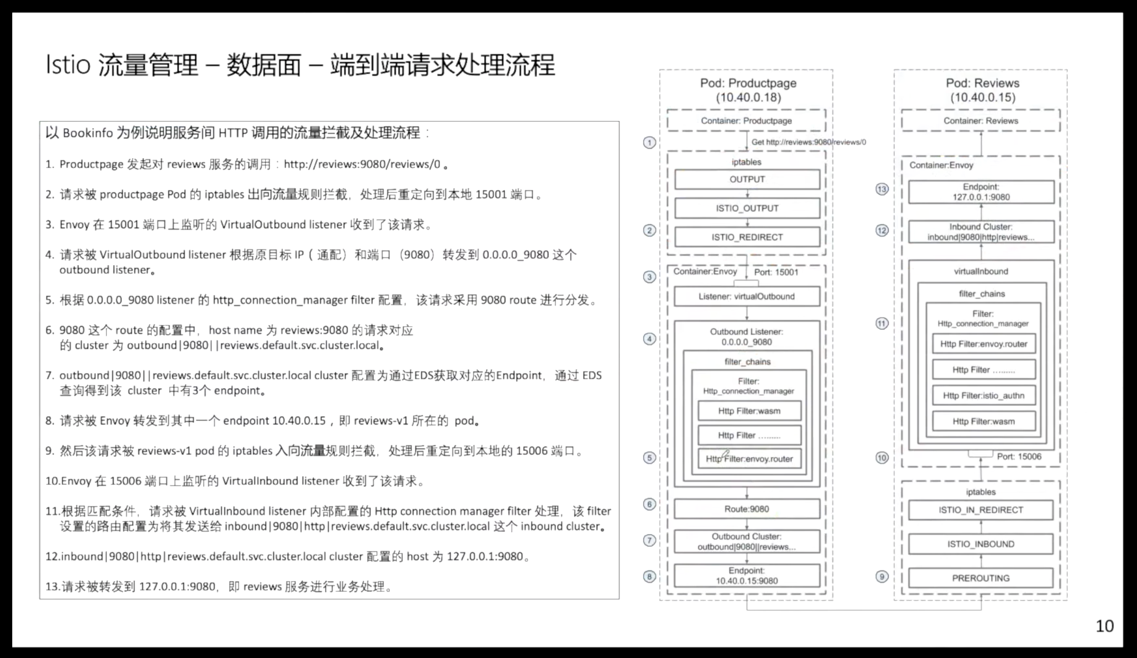 Istio 流量管理 – 数据面 – 端到端请求处理流程
以 Bookinfo 为例说明服务间 HTTP 调用的流量拦截及处理流程：
1. Productpage 发起对 reviews 服务的调用：http://reviews:9080/reviews/0 。
2. 请求被 productpage Pod 的 iptables 出向流量规则拦截，处理后重定向到本地 15001 端口。
3. Envoy 在 15001 端口上监听的 VirtualOutbound listener 收到了该请求。
4. 请求被 VirtualOutbound listener 根据原目标 IP（通配）和端口（9080）转发到 0.0.0.0_9080 这个
outbound listener。
5. 根据 0.0.0.0_9080 listener 的 http_connection_manager filter 配置，该请求采用 9080 route 进行分发。
6. 9080 这个 route 的配置中，host name 为 reviews:9080 的请求对应
的 cluster 为 outbound|9080||reviews.default.svc.cluster.local。
7. outbound|9080||reviews.default.svc.cluster.local cluster 配置为通过EDS获取对应的Endpoint，通过 EDS
查询得到该 cluster 中有3个 endpoint。
8. 请求被 Envoy 转发到其中一个 endpoint 10.40.0.15，即 reviews-v1 所在的 pod。
9. 然后该请求被 reviews-v1 pod 的 iptables 入向流量规则拦截，处理后重定向到本地的 15006 端口。
10.Envoy 在 15006 端口上监听的 VirtualInbound listener 收到了该请求。
11.根据匹配条件，请求被 VirtualInbound listener 内部配置的 Http connection manager filter 处理，该 filter
设置的路由配置为将其发送给 inbound|9080|http|reviews.default.svc.cluster.local 这个 inbound cluster。
12.inbound|9080|http|reviews.default.svc.cluster.local cluster 配置的 host 为 127.0.0.1:9080。
13.请求被转发到 127.0.0.1:9080，即 reviews 服务进行业务处理。
Pod: Productpage
(10.40.0.18)
Container: Productpage
1
Get http://reviews:9080/reviews/0
iptables
OUTPUT
ISTIO_OUTPUT
2
ISTIO_REDIRECT
3
Container:Envoy
Port: 15001
Listener: virtualOutbound
4
Outbound Listener:
0.0.0.0_9080
filter_chains
Filter:
Http_connection_manager
Http Filter:wasm
Http Filter ........
5
Http Filter:envoy.router
6
Route:9080
7
Outbound Cluster:
outbound|9080||reviews...
8
Endpoint:
10.40.0.15:9080
Pod: Reviews
(10.40.0.15)
Container: Reviews
Container:Envoy
13
Endpoint:
127.0.0.1:9080
12
Inbound Cluster:
inbound|9080|http|reviews...
virtualInbound
filter_chains
11
Filter:
Http_connection_manager
Http Filter:envoy.router
Http Filter ........
Http Filter:istio_authn
Http Filter:wasm
10
Port: 15006
iptables
ISTIO_IN_REDIRECT
ISTIO_INBOUND
9
PREROUTING
10